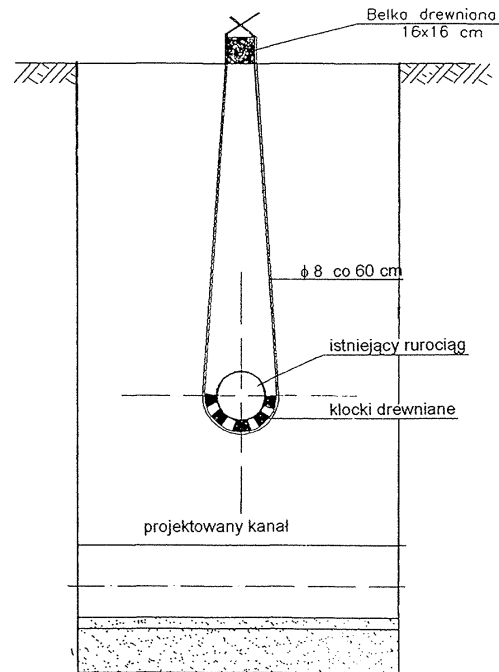 Belka drewniana
16x16 cm
ϕ 8 co 60 cm
istniejący rurociąg
klocki drewniane
projektowany kanał